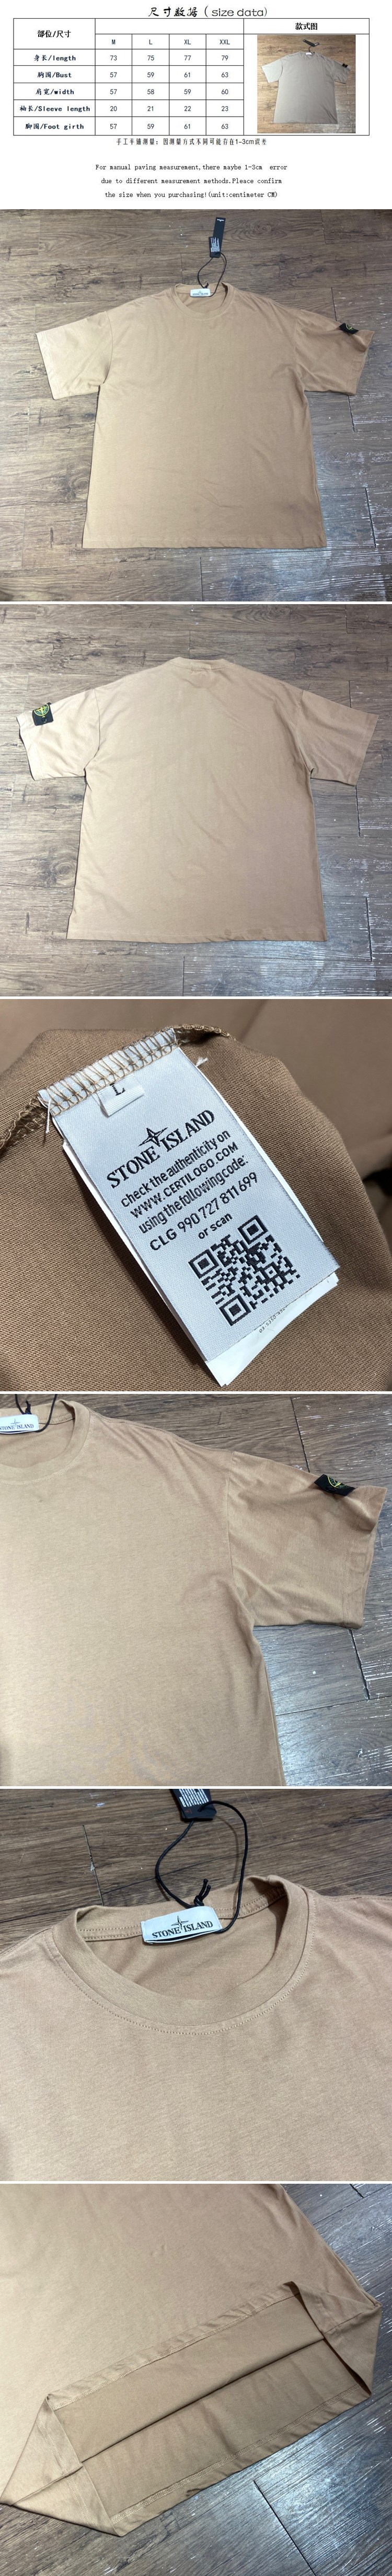 尺寸数据(size data)
部位/尺寸
款式图
M L XL XXL
身长/length 73 75 77 79
胸围/Bust 57 59 61 63
肩宽/width 57 58 59 60
袖长/Sleeve length 20 21 22 23
脚围/Foot girth 57 59 61 63
手工平铺测量:因测量方式不同可能存在1-3cm误差
For manual paving measurement,there maybe 1-3cm error
due to different measurement methods.Pleace confirm
the size when you purchasing!(unit:centimeter CM)
L
STONE ISLAND
Check the authenticity on
WWW.CERTILOGO.COM
using the following code:
CLG 990 727 811 699
or scan
STONE ISLAND
STONE ISLAND